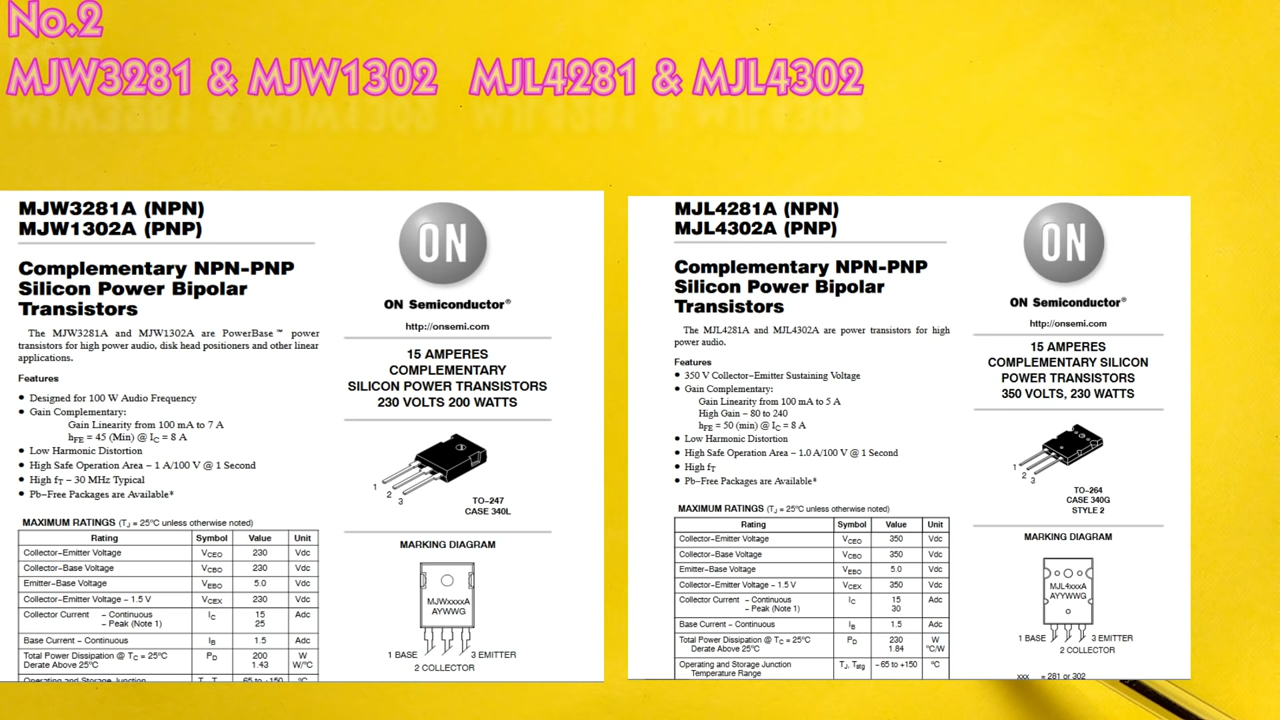 No.2
MJW3281 & MJW1302 MJL4281 & MJL4302
MJW3281A (NPN)
MJW1302A (PNP)
Complementary NPN-PNP
Silicon Power Bipolar
Transistors
The MJW3281A and MJW1302A are PowerBase™ power
transistors for high power audio, disk head positioners and other linear
applications.
Features
• Designed for 100 W Audio Frequency
• Gain Complementary:
Gain Linearity from 100 mA to 7 A
hFE = 45 (Min) @ IC = 8 A
• Low Harmonic Distortion
• High Safe Operation Area – 1 A/100 V @ 1 Second
• High fT – 30 MHz Typical
• Pb-Free Packages are Available*
MAXIMUM RATINGS (TJ = 25°C unless otherwise noted)
Rating Symbol Value Unit
Collector-Emitter Voltage VCEO 230 Vdc
Collector-Base Voltage VCBO 230 Vdc
Emitter-Base Voltage VEBO 5.0 Vdc
Collector-Emitter Voltage – 1.5 V VCEX 230 Vdc
Collector Current – Continuous IC 15 Adc
– Peak (Note 1) 25
Base Current – Continuous IB 1.5 Adc
Total Power Dissipation @ TC = 25°C PD 200 W
Derate Above 25°C 1.43 W/°C
Operating and Storage Junction TJ, T 65 to +150 °C
ON
ON Semiconductor®
http://onsemi.com
15 AMPERES
COMPLEMENTARY
SILICON POWER TRANSISTORS
230 VOLTS 200 WATTS
1
2
3
TO-247
CASE 340L
MARKING DIAGRAM
MJWxxxxA
AYWWG
1 BASE 3 EMITTER
2 COLLECTOR
MJL4281A (NPN)
MJL4302A (PNP)
Complementary NPN-PNP
Silicon Power Bipolar
Transistors
The MJL4281A and MJL4302A are power transistors for high
power audio.
Features
• 350 V Collector-Emitter Sustaining Voltage
• Gain Complementary:
Gain Linearity from 100 mA to 5 A
High Gain – 80 to 240
hFE = 50 (min) @ IC = 8 A
• Low Harmonic Distortion
• High Safe Operation Area – 1.0 A/100 V @ 1 Second
• High fT
• Pb-Free Packages are Available*
MAXIMUM RATINGS (TJ = 25°C unless otherwise noted)
Rating Symbol Value Unit
Collector-Emitter Voltage VCEO 350 Vdc
Collector-Base Voltage VCBO 350 Vdc
Emitter-Base Voltage VEBO 5.0 Vdc
Collector-Emitter Voltage – 1.5 V VCEX 350 Vdc
Collector Current – Continuous IC 15 Adc
– Peak (Note 1) 30
Base Current – Continuous IB 1.5 Adc
Total Power Dissipation @ TC = 25°C PD 230 W
Derate Above 25°C 1.84 °C/W
Operating and Storage Junction TJ, Tstg – 65 to +150 °C
Temperature Range
ON
ON Semiconductor®
http://onsemi.com
15 AMPERES
COMPLEMENTARY SILICON
POWER TRANSISTORS
350 VOLTS, 230 WATTS
1
2
3
TO-264
CASE 340G
STYLE 2
MARKING DIAGRAM
MJL4xxxA
AYYWWG
1 BASE 3 EMITTER
2 COLLECTOR
xxx = 281 or 302